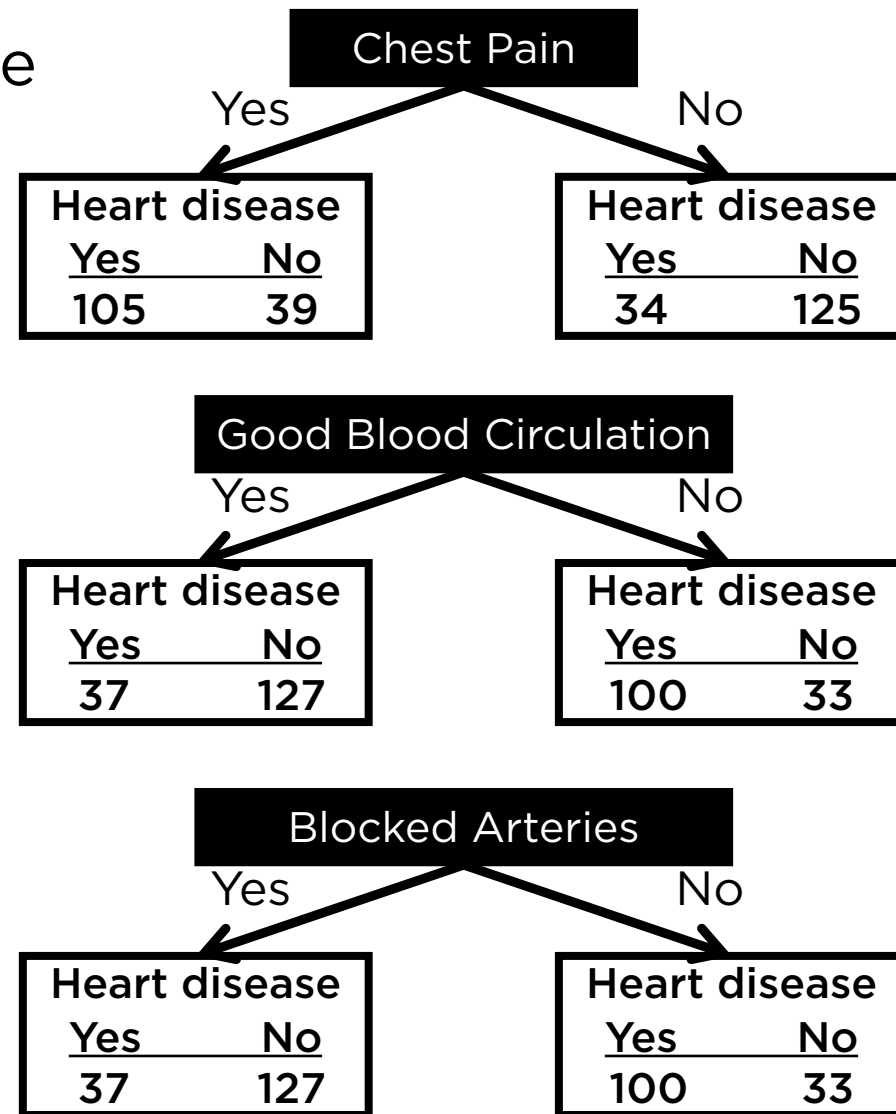 e
Chest Pain
Yes No
Heart disease Heart disease
Yes No Yes No
105 39 34 125
Good Blood Circulation
Yes No
Heart disease Heart disease
Yes No Yes No
37 127 100 33
Blocked Arteries
Yes No
Heart disease Heart disease
Yes No Yes No
37 127 100 33